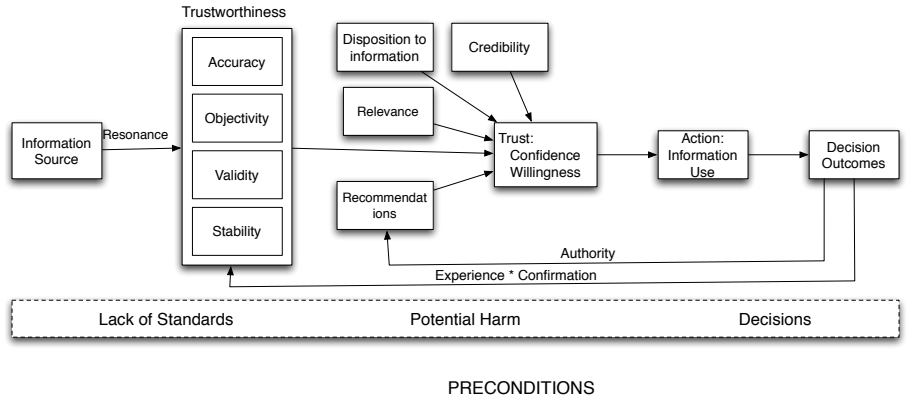 Trustworthiness
Disposition to
information
Credibility
Accuracy
Relevance
Objectivity
Resonance
Information
Source
Trust:
Confidence
Willingness
Action:
Information
Use
Decision
Outcomes
Validity
Recommendat
ions
Stability
Authority
Experience * Confirmation
Lack of Standards
Potential Harm
Decisions
PRECONDITIONS